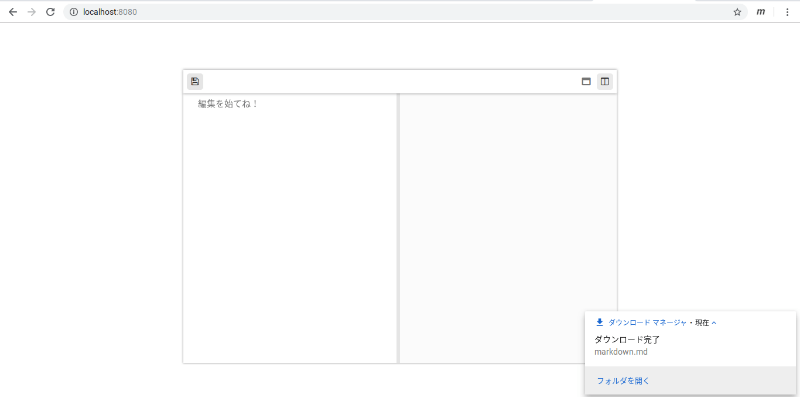 localhost:8080
m
編集を始てね！
ダウンロード マネージャ・現在
ダウンロード完了
markdown.md
フォルダを開く